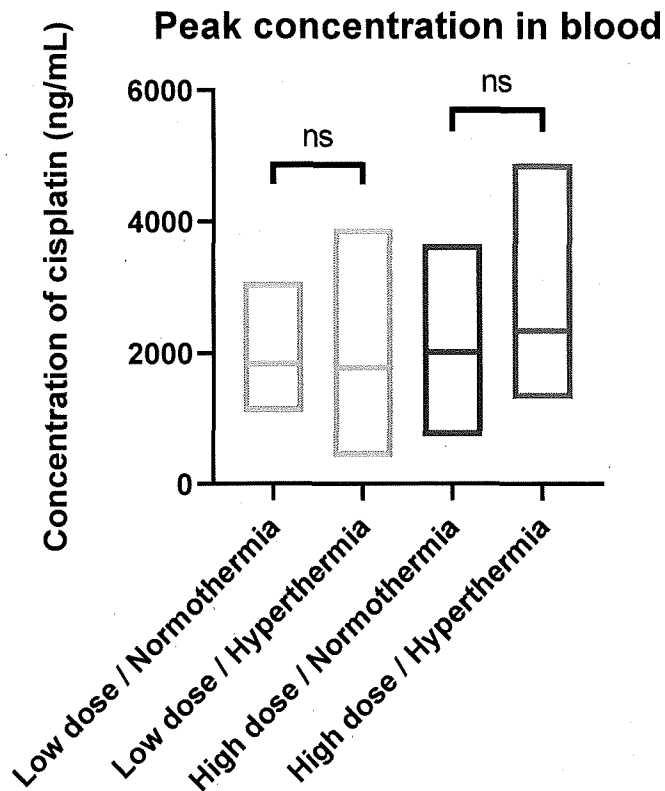 Peak concentration in blood
Concentration of cisplatin (ng/mL)
6000
4000
2000
0
ns
ns
Low dose / Normothermia
Low dose / Hyperthermia
High dose / Normothermia
High dose / Hyperthermia